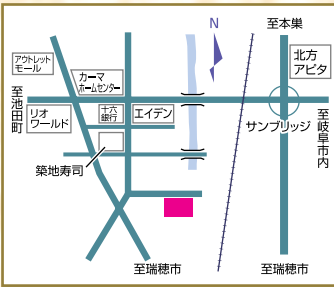 N
至本巣
アウトレット
モール
カーマ
ホームセンター
北方
アピタ
至池田町
リオ
ワールド
十六
銀行
エイデン
サンブリッジ
至岐阜市内
築地寿司
至瑞穂市
至瑞穂市